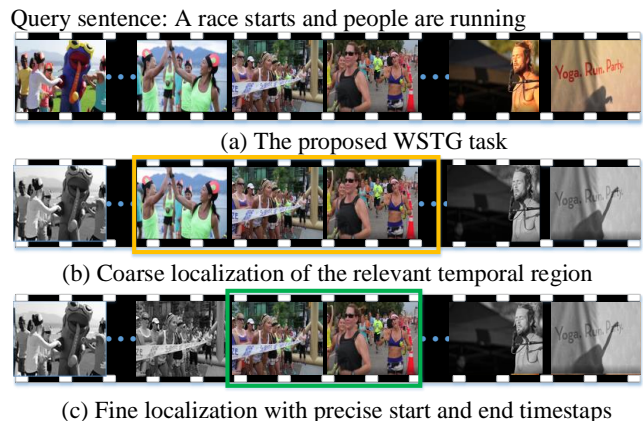 Query sentence: A race starts and people are running
Yoga. Run. Party.
(a) The proposed WSTG task
Yoga. Run. Party.
(b) Coarse localization of the relevant temporal region
Yoga. Run. Party.
(c) Fine localization with precise start and end timestaps